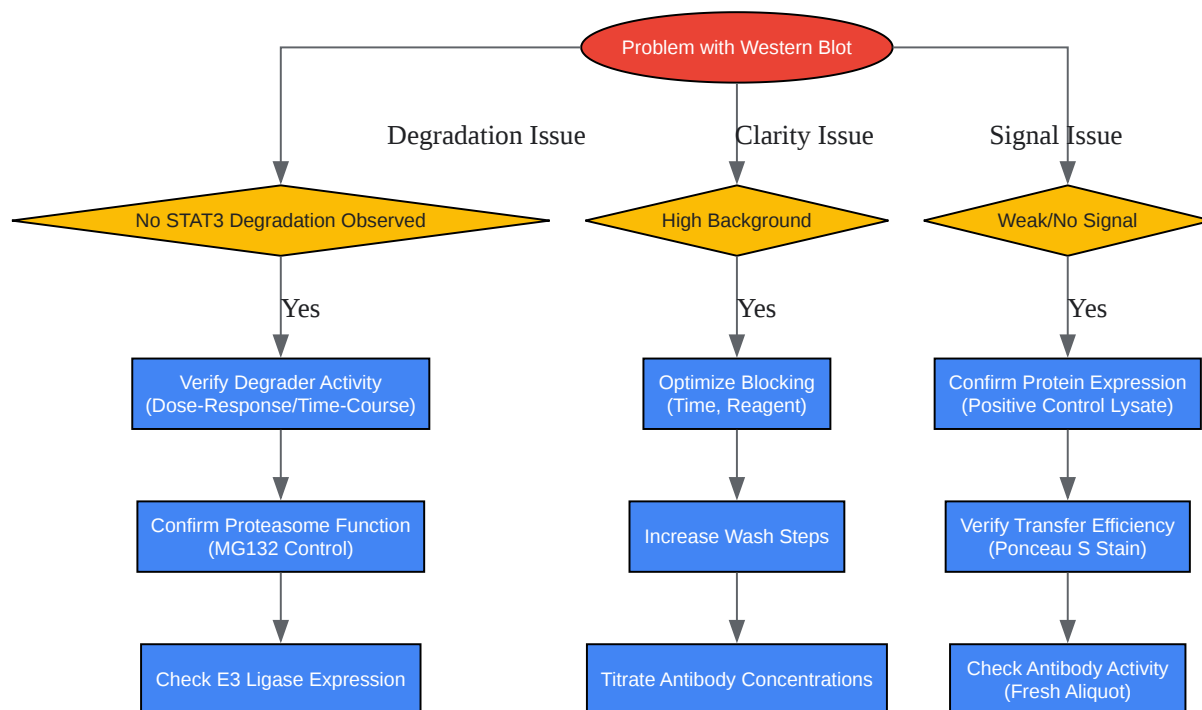 Problem with Western Blot
Degradation Issue
Clarity Issue
Signal Issue
No STAT3 Degradation Observed
High Background
Weak/No Signal
Yes
Yes
Yes
Verify Degrader Activity
(Dose-Response/Time-Course)
Optimize Blocking
(Time, Reagent)
Confirm Protein Expression
(Positive Control Lysate)
Confirm Proteasome Function
(MG132 Control)
Increase Wash Steps
Verify Transfer Efficiency
(Ponceau S Stain)
Check E3 Ligase Expression
Titrate Antibody Concentrations
Check Antibody Activity
(Fresh Aliquot)